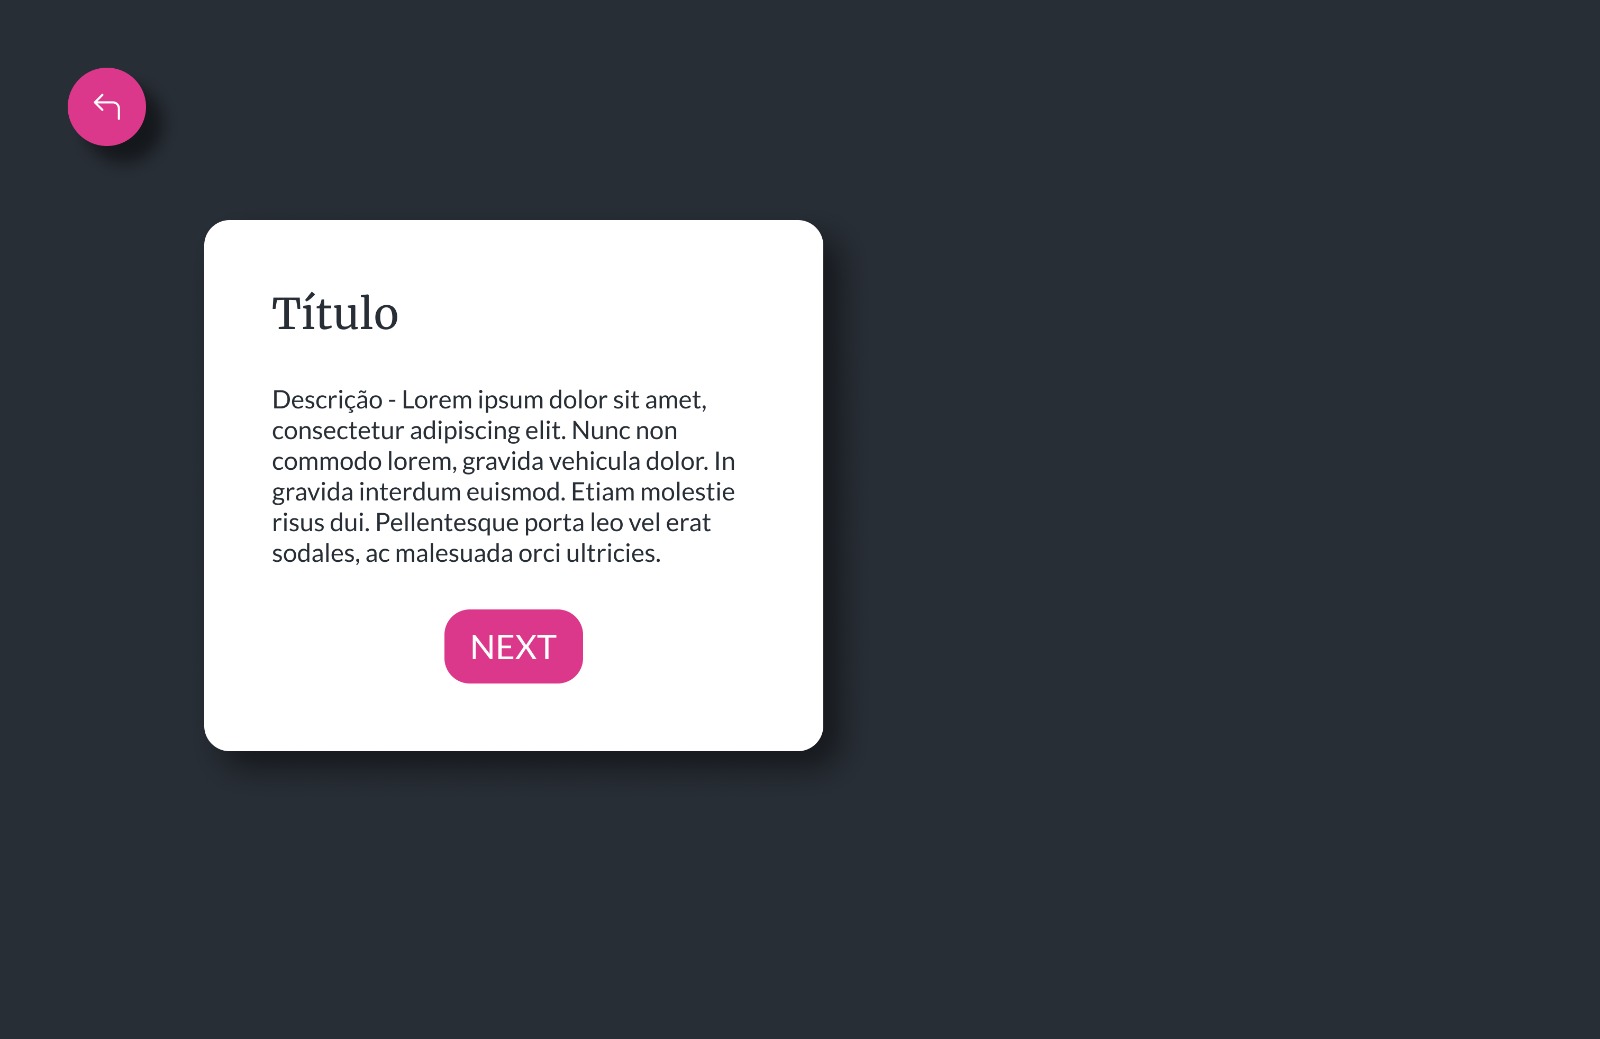 Título
Descrição - Lorem ipsum dolor sit amet,
consectetur adipiscing elit. Nunc non
commodo lorem, gravida vehicula dolor. In
gravida interdum euismod. Etiam molestie
risus dui. Pellentesque porta leo vel erat
sodales, ac malesuada orci ultricies.
NEXT